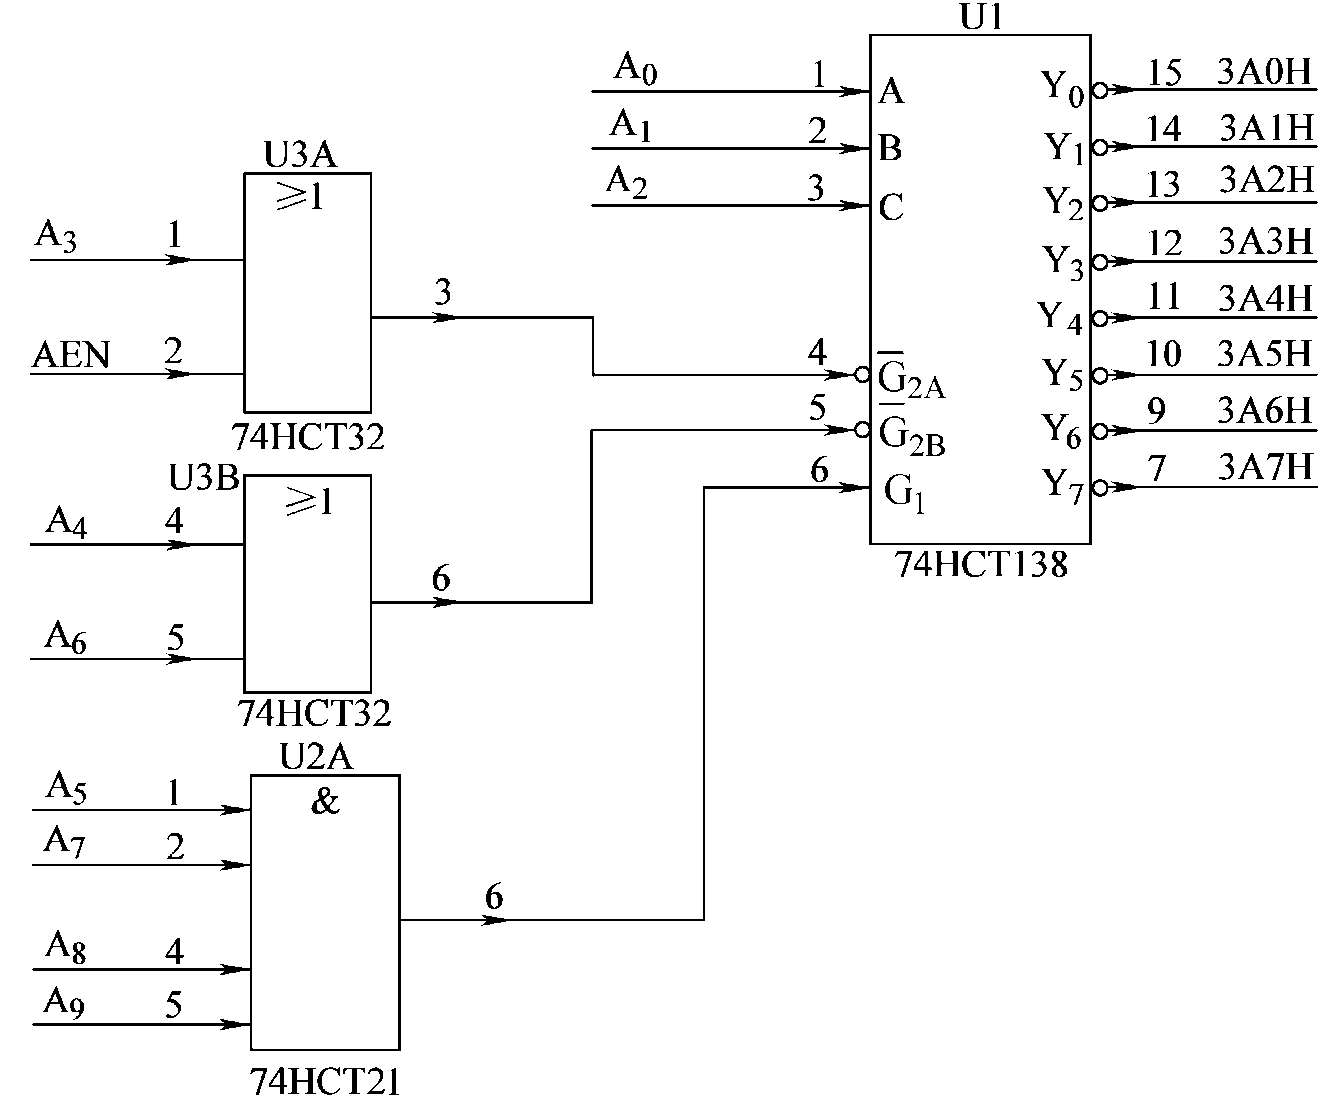 U1
A0 1 A Y0 15 3A0H
A1 2 B Y1 14 3A1H
A2 3 C Y2 13 3A2H
Y3 12 3A3H
Y4 11 3A4H
4 G̅2A Y5 10 3A5H
5 G̅2B Y6 9 3A6H
6 G1 Y7 7 3A7H
74HCT138
U3A
≥1
A3 1
3
AEN 2
74HCT32
U3B
≥1
A4 4
6
A6 5
74HCT32
U2A
&
A5 1
A7 2
6
A8 4
A9 5
74HCT21